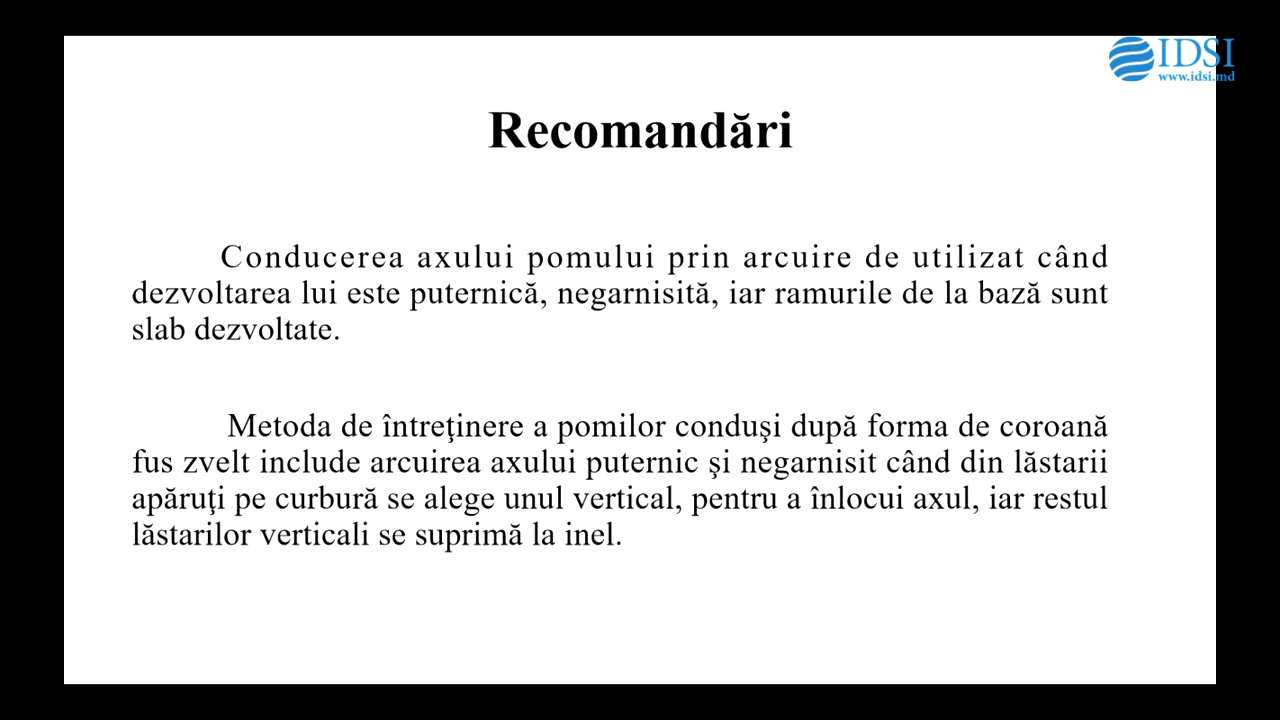 IDSI
www.idsi.md
Recomandări
Conducerea axului pomului prin arcuire de utilizat când
dezvoltarea lui este puternică, negarnisită, iar ramurile de la bază sunt
slab dezvoltate.
Metoda de întreţinere a pomilor conduşi după forma de coroană
fus zvelt include arcuirea axului puternic şi negarnisit când din lăstarii
apăruţi pe curbură se alege unul vertical, pentru a înlocui axul, iar restul
lăstarilor verticali se suprimă la inel.